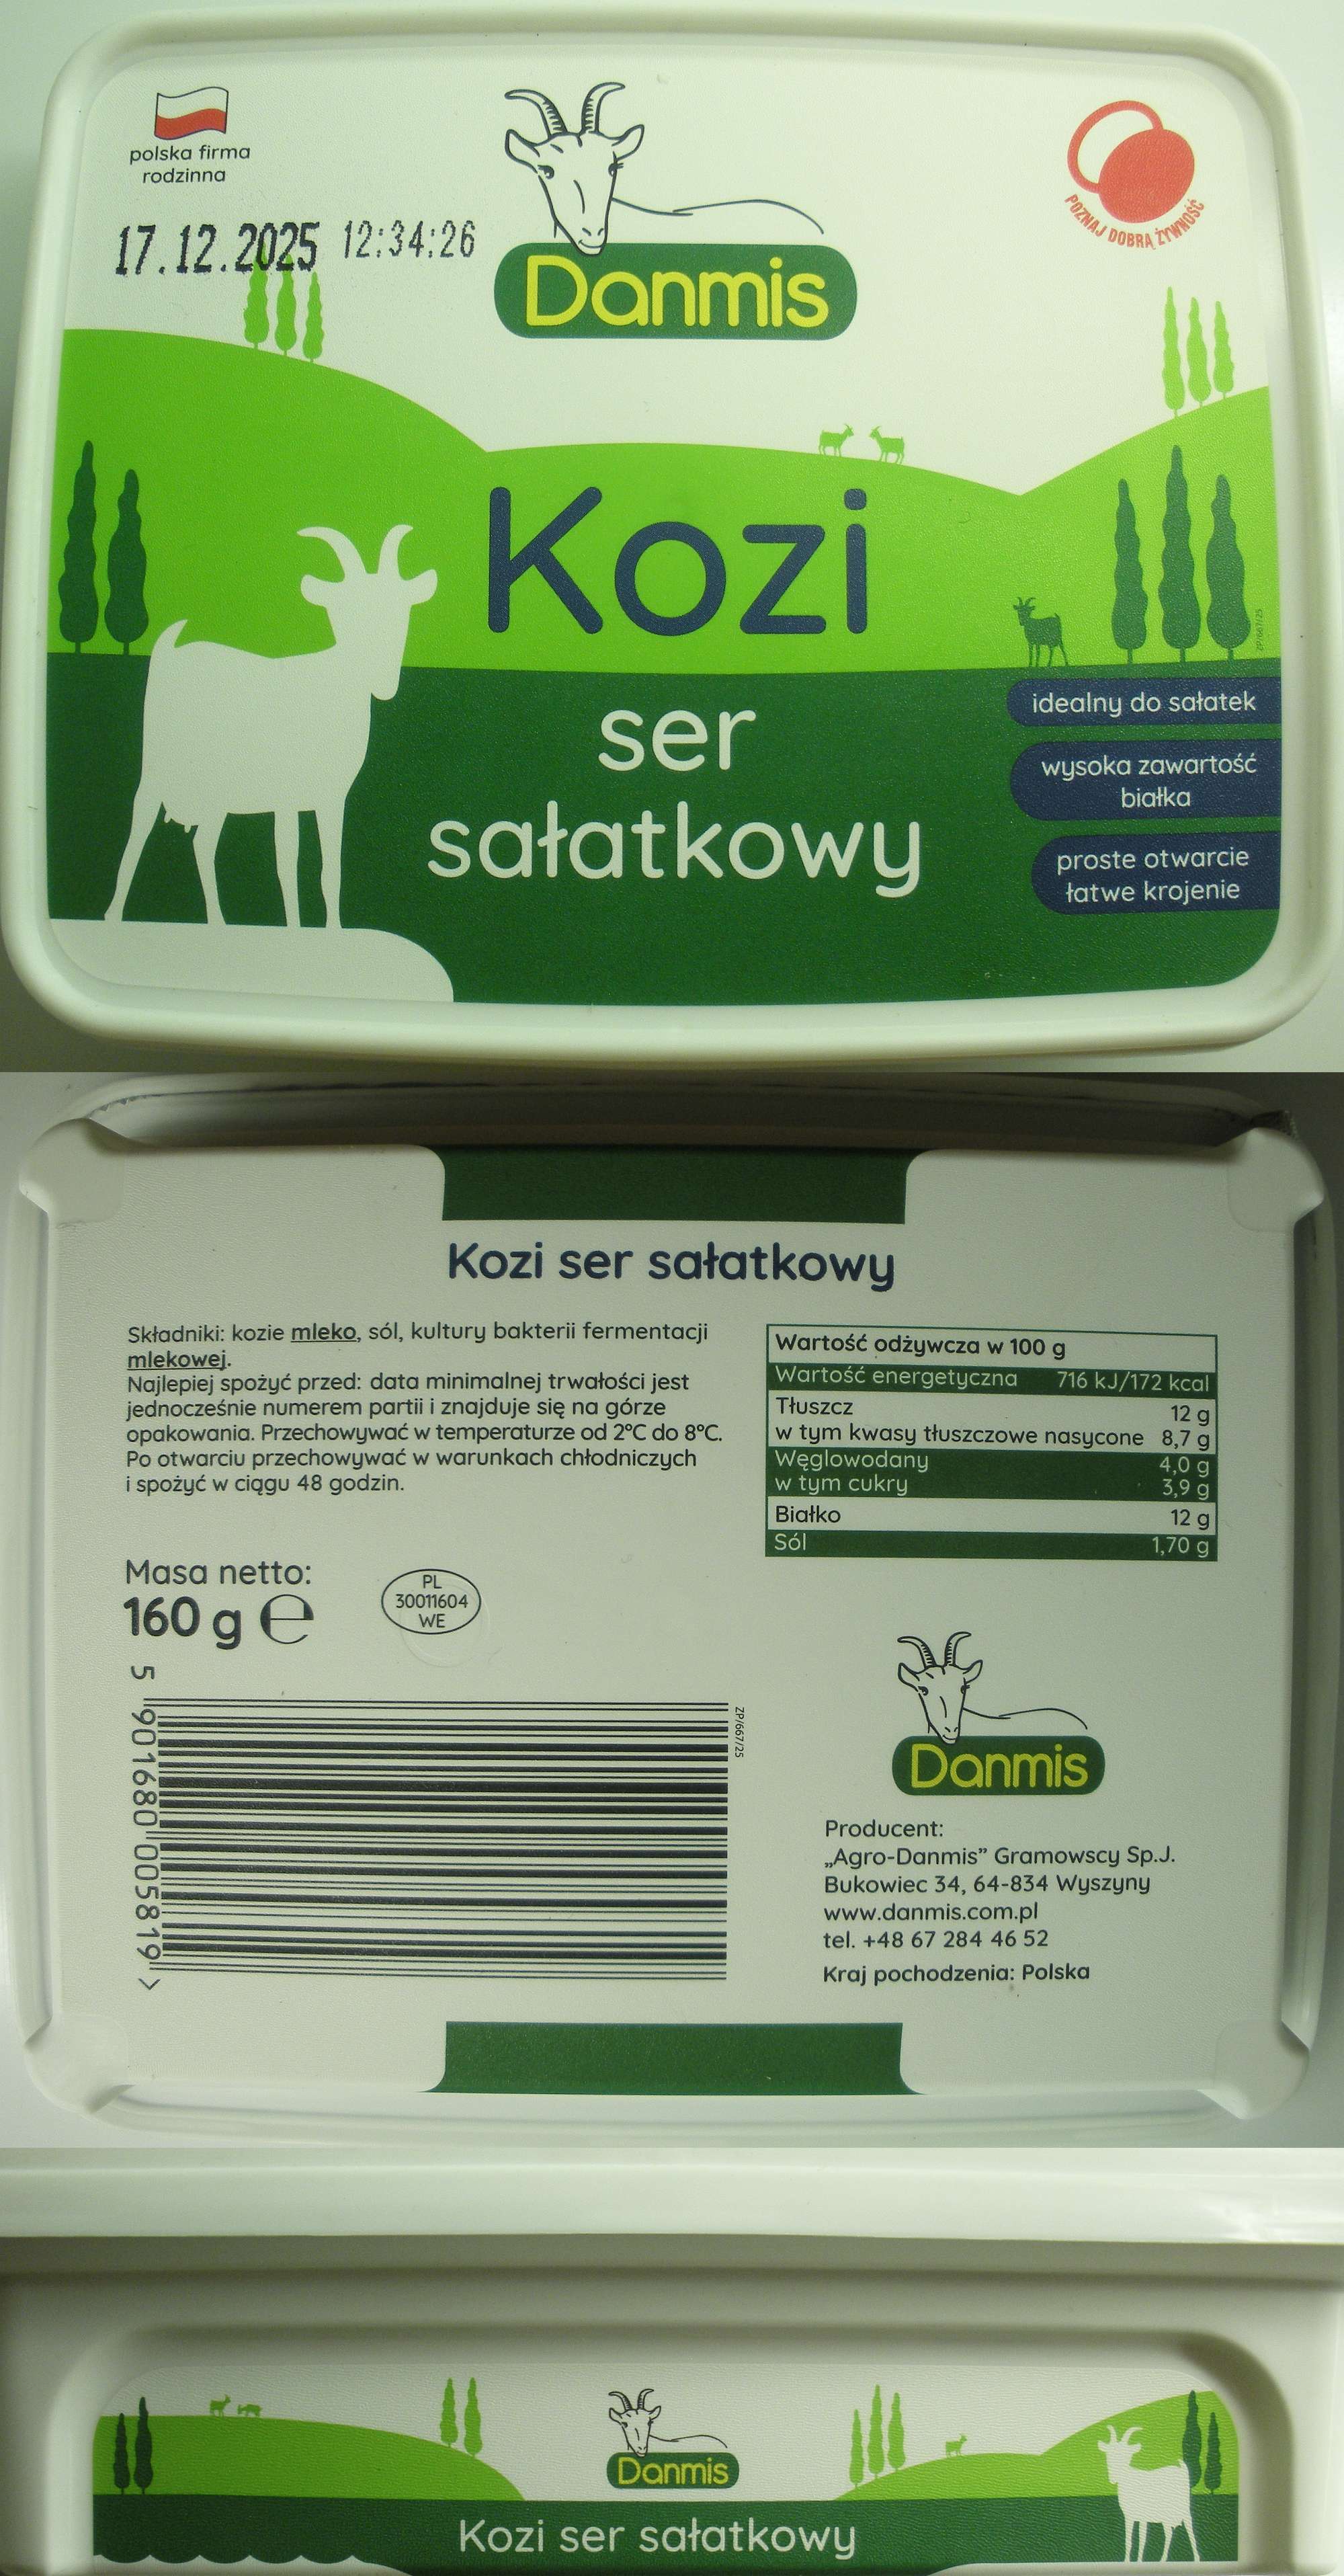 polska firma
rodzinna
17.12.2025 12:34:26
Danmis
POZNAJ DOBRĄ ŻYWNOŚĆ
Kozi
ser
sałatkowy
ZP/667/25
idealny do sałatek
wysoka zawartość
białka
proste otwarcie
łatwe krojenie
Kozi ser sałatkowy
Składniki: kozie mleko, sól, kultury bakterii fermentacji
mlekowej.
Najlepiej spożyć przed: data minimalnej trwałości jest
jednocześnie numerem partii i znajduje się na górze
opakowania. Przechowywać w temperaturze od 2°C do 8°C.
Po otwarciu przechowywać w warunkach chłodniczych
i spożyć w ciągu 48 godzin.
Wartość odżywcza w 100 g
Wartość energetyczna 716 kJ/172 kcal
Tłuszcz 12 g
w tym kwasy tłuszczowe nasycone 8,7 g
Węglowodany 4,0 g
w tym cukry 3,9 g
Białko 12 g
Sól 1,70 g
Masa netto:
160 g ℮
PL
30011604
WE
5 901680 005819 >
ZP/667/25
Danmis
Producent:
„Agro-Danmis” Gramowscy Sp.J.
Bukowiec 34, 64-834 Wyszyny
www.danmis.com.pl
tel. +48 67 284 46 52
Kraj pochodzenia: Polska
Danmis
Kozi ser sałatkowy